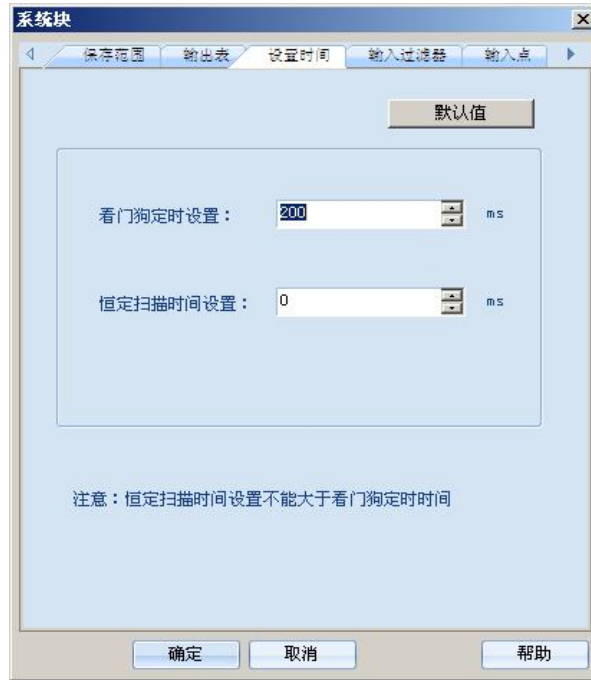 系统块
保存范围 输出表 设置时间 输入过滤器 输入点
默认值
看门狗定时设置： 200 ms
恒定扫描时间设置： 0 ms
注意：恒定扫描时间设置不能大于看门狗定时时间
确定 取消 帮助